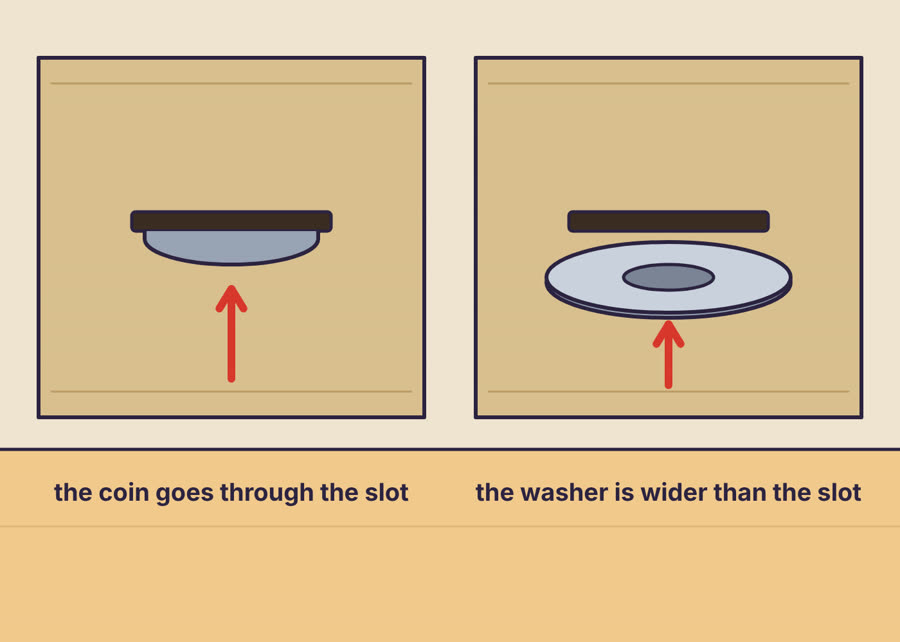 the coin goes through the slot
the washer is wider than the slot